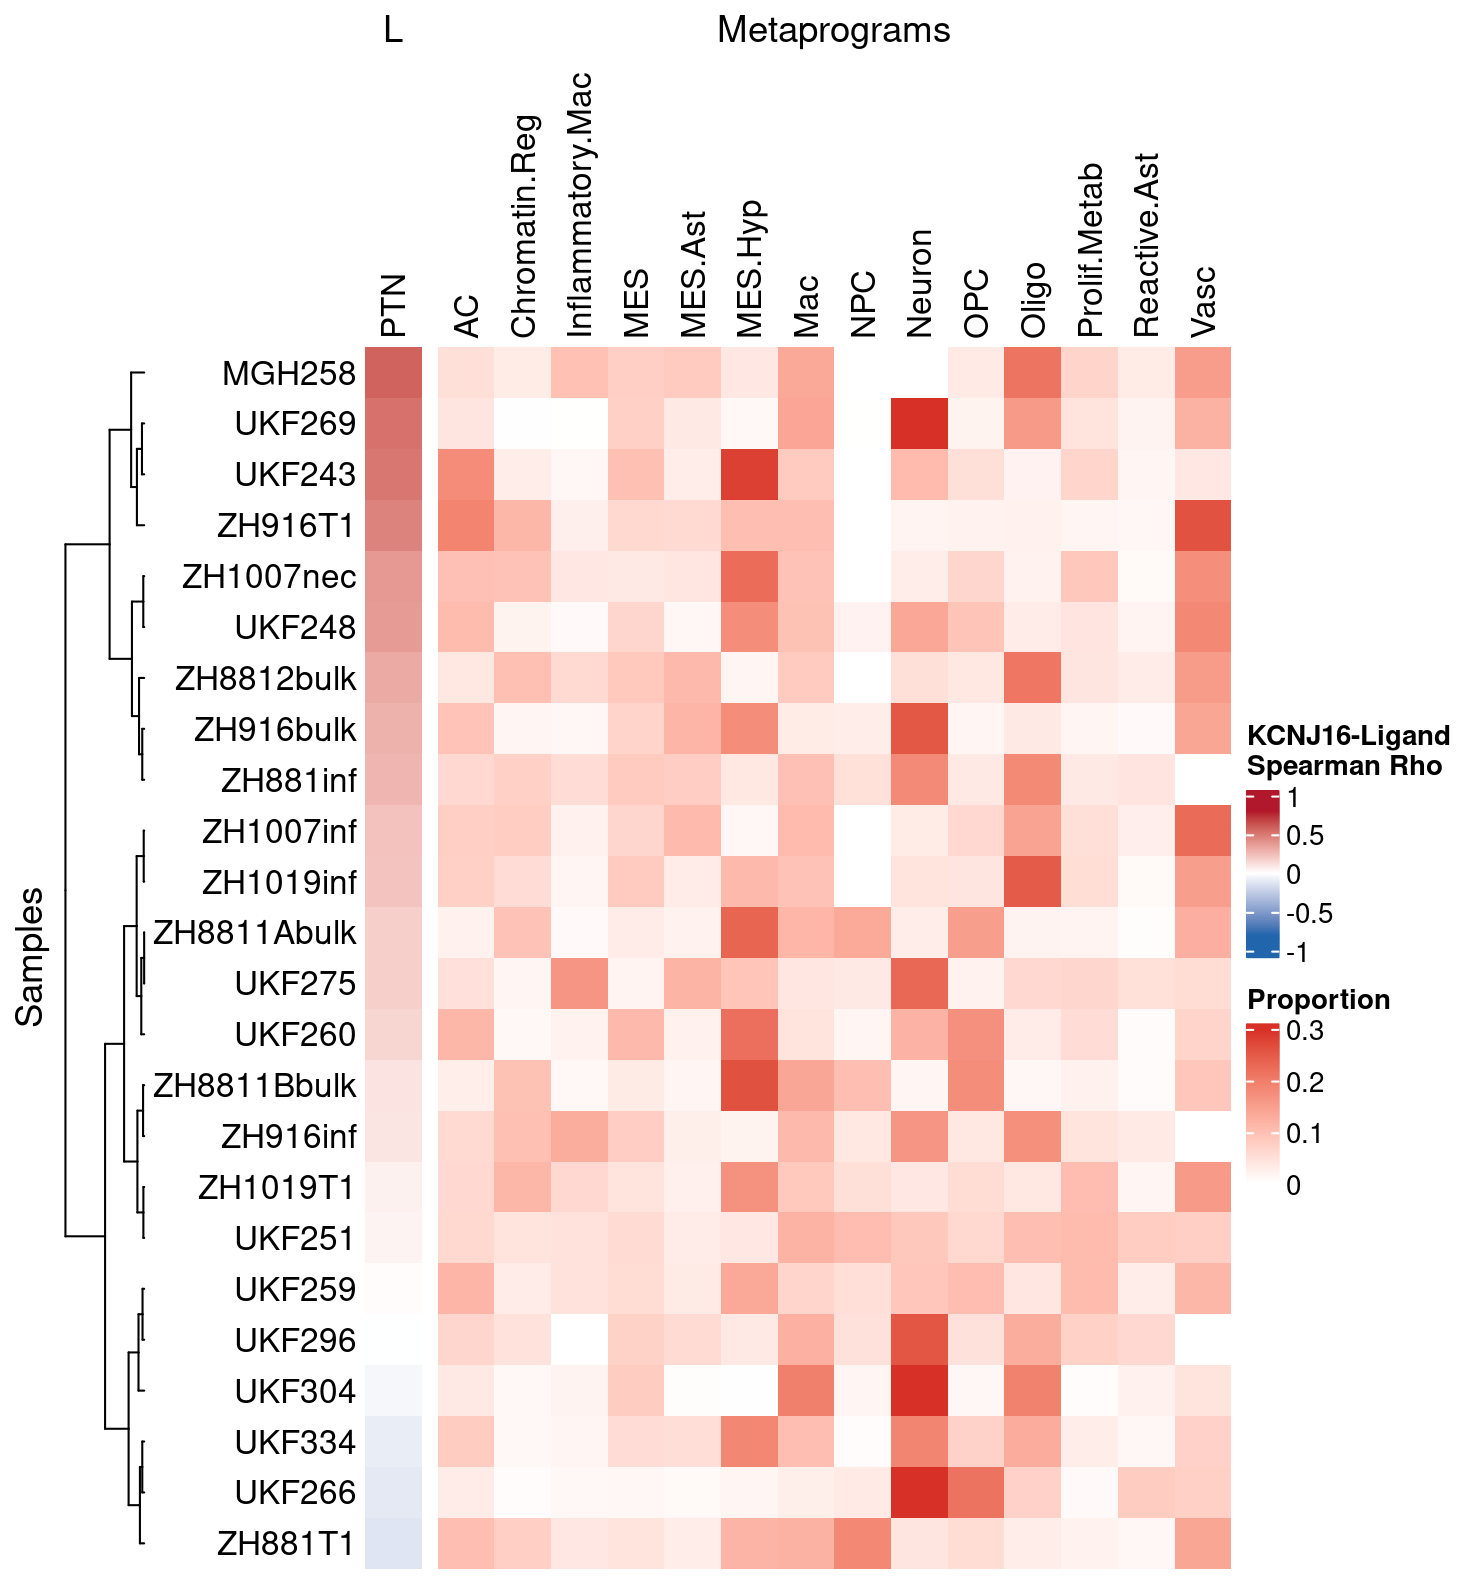 L
Metaprograms
PTN
AC
Chromatin.Reg
Inflammatory.Mac
MES
MES.Ast
MES.Hyp
Mac
NPC
Neuron
OPC
Oligo
Prolif.Metab
Reactive.Ast
Vasc
Samples
MGH258
UKF269
UKF243
ZH916T1
ZH1007nec
UKF248
ZH8812bulk
ZH916bulk
ZH881inf
ZH1007inf
ZH1019inf
ZH8811Abulk
UKF275
UKF260
ZH8811Bbulk
ZH916inf
ZH1019T1
UKF251
UKF259
UKF296
UKF304
UKF334
UKF266
ZH881T1
KCNJ16-Ligand
Spearman Rho
1
0.5
0
-0.5
-1
Proportion
0.3
0.2
0.1
0